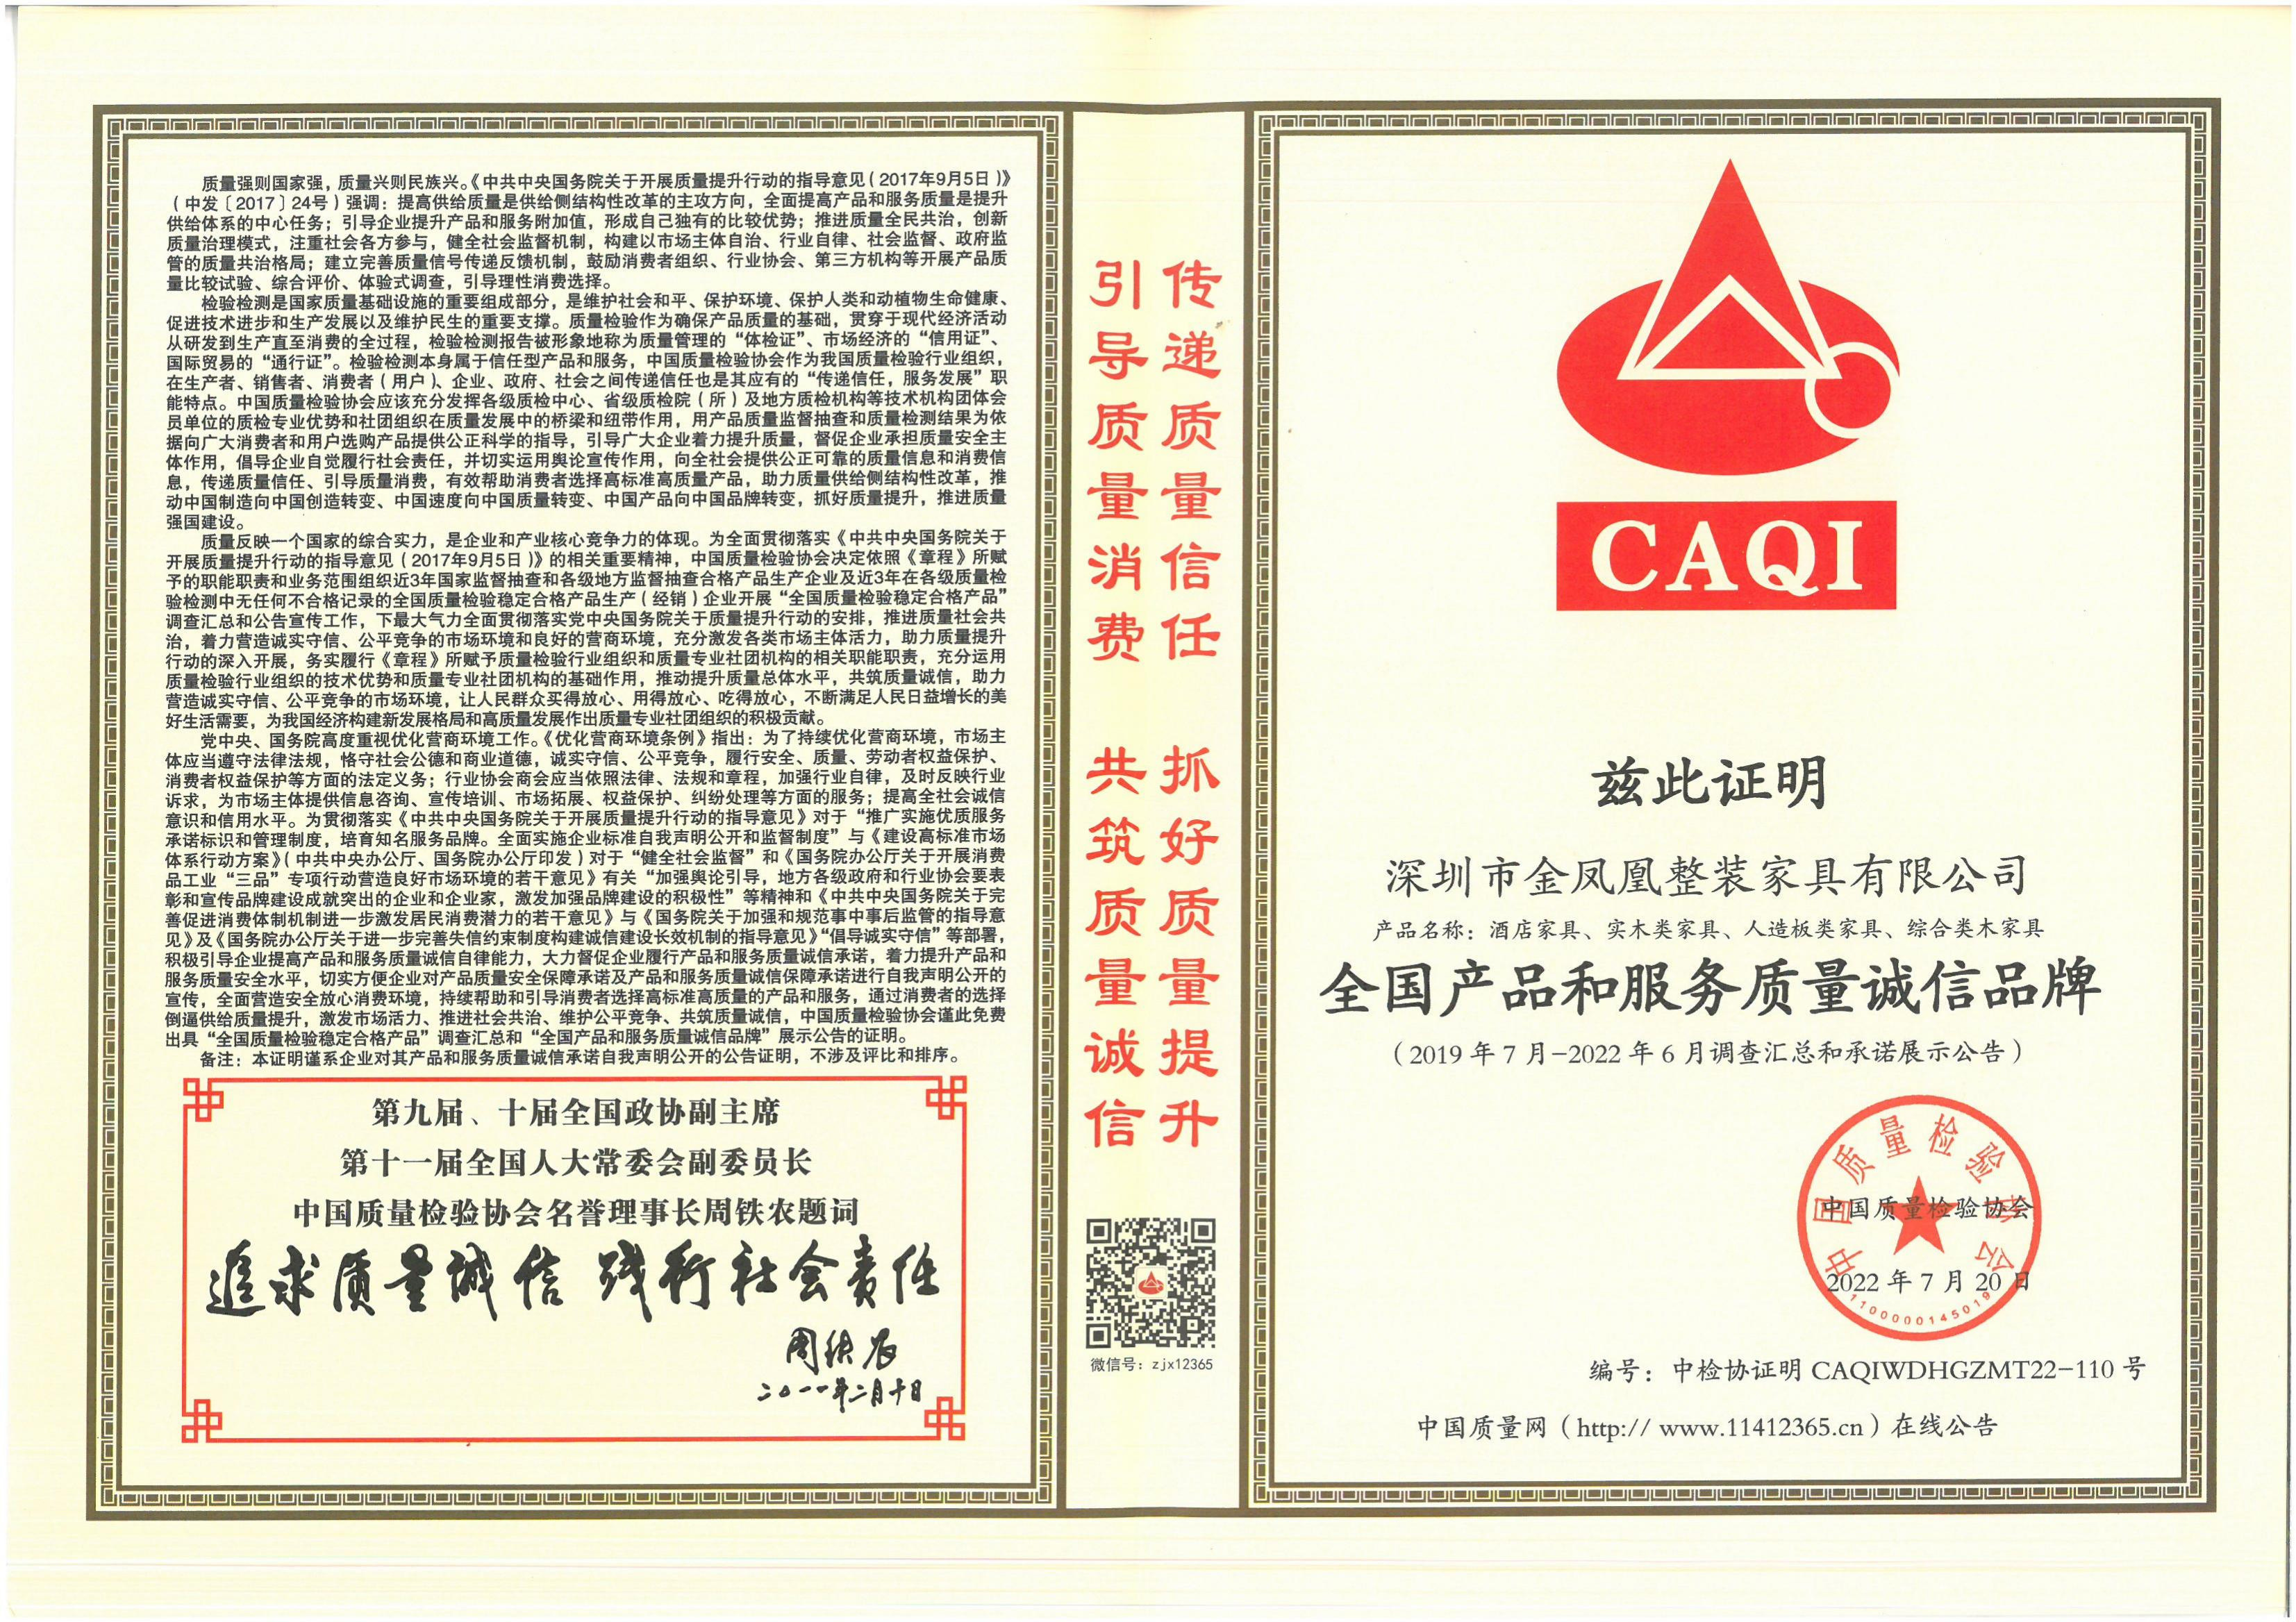 质量强则国家强，质量兴则民族兴。《中共中央国务院关于开展质量提升行动的指导意见（2017年9月5日）》
（中发〔2017〕24号）强调：提高供给质量是供给侧结构性改革的主攻方向，全面提高产品和服务质量是提升
供给体系的中心任务；引导企业提升产品和服务附加值，形成自己独有的比较优势；推进质量全民共治，创新
质量治理模式，注重社会各方参与，健全社会监督机制，构建以市场主体自治、行业自律、社会监督、政府监
管的质量共治格局；建立完善质量信号传递反馈机制，鼓励消费者组织、行业协会、第三方机构等开展产品质
量比较试验、综合评价、体验式调查，引导理性消费选择。
检验检测是国家质量基础设施的重要组成部分，是维护社会和平、保护环境、保护人类和动植物生命健康、
促进技术进步和生产发展以及维护民生的重要支撑。质量检验作为确保产品质量的基础，贯穿于现代经济活动
从研发到生产直至消费的全过程，检验检测报告被形象地称为质量管理的“体检证”、市场经济的“信用证”、
国际贸易的“通行证”。检验检测本身属于信任型产品和服务，中国质量检验协会作为我国质量检验行业组织，
在生产者、销售者、消费者（用户）、企业、政府、社会之间传递信任也是其应有的“传递信任，服务发展”职
能特点。中国质量检验协会应该充分发挥各级质检中心、省级质检院（所）及地方质检机构等技术机构团体会
员单位的质检专业优势和社团组织在质量发展中的桥梁和纽带作用，用产品质量监督抽查和质量检测结果为依
据向广大消费者和用户选购产品提供公正科学的指导，引导广大企业着力提升质量，督促企业承担质量安全主
体作用，倡导企业自觉履行社会责任，并切实运用舆论宣传作用，向全社会提供公正可靠的质量信息和消费信
息，传递质量信任、引导质量消费，有效帮助消费者选择高标准高质量产品，助力质量供给侧结构性改革，推
动中国制造向中国创造转变、中国速度向中国质量转变、中国产品向中国品牌转变，抓好质量提升，推进质量
强国建设。
质量反映一个国家的综合实力，是企业和产业核心竞争力的体现。为全面贯彻落实《中共中央国务院关于
开展质量提升行动的指导意见（2017年9月5日）》的相关重要精神，中国质量检验协会决定依照《章程》所赋
予的职能职责和业务范围组织近3年国家监督抽查和各级地方监督抽查合格产品生产企业及近3年在各级质量检
验检测中无任何不合格记录的全国质量检验稳定合格产品生产（经销）企业开展“全国质量检验稳定合格产品”
调查汇总和公告宣传工作，下最大气力全面贯彻落实党中央国务院关于质量提升行动的安排，推进质量社会共
治，着力营造诚实守信、公平竞争的市场环境和良好的营商环境，充分激发各类市场主体活力，助力质量提升
行动的深入开展，务实履行《章程》所赋予质量检验行业组织和质量专业社团机构的相关职能职责，充分运用
质量检验行业组织的技术优势和质量专业社团机构的基础作用，推动提升质量总体水平，共筑质量诚信，助力
营造诚实守信、公平竞争的市场环境，让人民群众买得放心、用得放心、吃得放心，不断满足人民日益增长的美
好生活需要，为我国经济构建新发展格局和高质量发展作出质量专业社团组织的积极贡献。
党中央、国务院高度重视优化营商环境工作。《优化营商环境条例》指出：为了持续优化营商环境，市场主
体应当遵守法律法规，恪守社会公德和商业道德，诚实守信、公平竞争，履行安全、质量、劳动者权益保护、
消费者权益保护等方面的法定义务；行业协会商会应当依照法律、法规和章程，加强行业自律，及时反映行业
诉求，为市场主体提供信息咨询、宣传培训、市场拓展、权益保护、纠纷处理等方面的服务；提高全社会诚信
意识和信用水平。为贯彻落实《中共中央国务院关于开展质量提升行动的指导意见》对于“推广实施优质服务
承诺标识和管理制度，培育知名服务品牌。全面实施企业标准自我声明公开和监督制度”与《建设高标准市场
体系行动方案》（中共中央办公厅、国务院办公厅印发）对于“健全社会监督”和《国务院办公厅关于开展消费
品工业“三品”专项行动营造良好市场环境的若干意见》有关“加强舆论引导，地方各级政府和行业协会要表
彰和宣传品牌建设成就突出的企业和企业家，激发加强品牌建设的积极性”等精神和《中共中央国务院关于完
善促进消费体制机制进一步激发居民消费潜力的若干意见》与《国务院关于加强和规范事中事后监管的指导意
见》及《国务院办公厅关于进一步完善失信约束制度构建诚信建设长效机制的指导意见》“倡导诚实守信”等部署，
积极引导企业提高产品和服务质量诚信自律能力，大力督促企业履行产品和服务质量诚信承诺，着力提升产品和
服务质量安全水平，切实方便企业对产品质量安全保障承诺及产品和服务质量诚信保障承诺进行自我声明公开的
宣传，全面营造安全放心消费环境，持续帮助和引导消费者选择高标准高质量的产品和服务，通过消费者的选择
倒逼供给质量提升，激发市场活力、推进社会共治、维护公平竞争、共筑质量诚信，中国质量检验协会谨此免费
出具“全国质量检验稳定合格产品”调查汇总和“全国产品和服务质量诚信品牌”展示公告的证明。
备注：本证明谨系企业对其产品和服务质量诚信承诺自我声明公开的公告证明，不涉及评比和排序。
第九届、十届全国政协副主席
第十一届全国人大常委会副委员长
中国质量检验协会名誉理事长周铁农题词
追求质量诚信 践行社会责任
周铁农
二〇一一年二月十日
传递质量信任 抓好质量提升
引导质量消费 共筑质量诚信
微信号：zjx12365
CAQI
兹此证明
深圳市金凤凰整装家具有限公司
产品名称：酒店家具、实木类家具、人造板类家具、综合类木家具
全国产品和服务质量诚信品牌
（2019年7月-2022年6月调查汇总和承诺展示公告）
中国质量检验协会
中国质量检验协会
2022年7月20日
1100000145019
编号：中检协证明 CAQIWDHGZMT22-110 号
中国质量网（http:// www.11412365.cn）在线公告